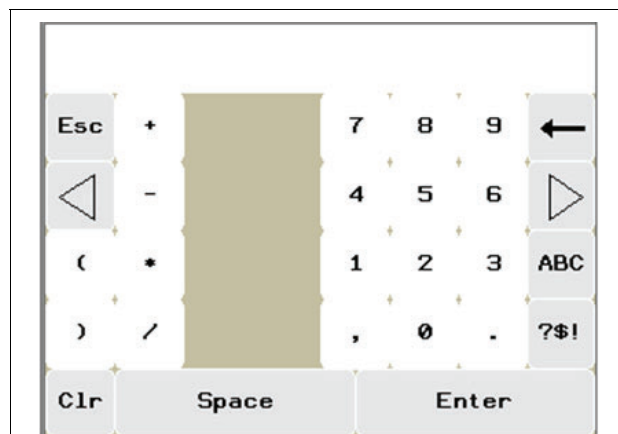 Esc + 7 8 9 ←
◁ - 4 5 6 ▷
( * 1 2 3 ABC
) / , 0 . ?$!
Clr Space Enter